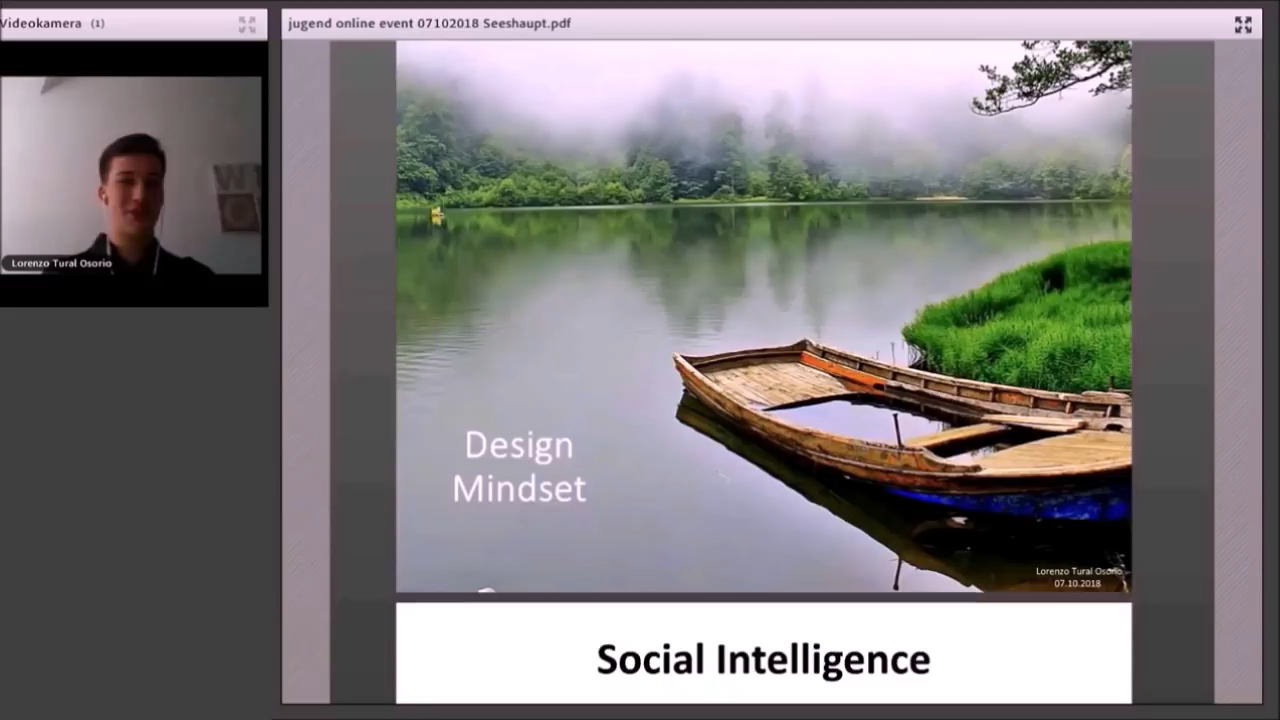 Videokamera (1)
jugend online event 07102018 Seeshaupt.pdf
Lorenzo Tural Osorio
Design
Mindset
Lorenzo Tural Osorio
07.10.2018
Social Intelligence